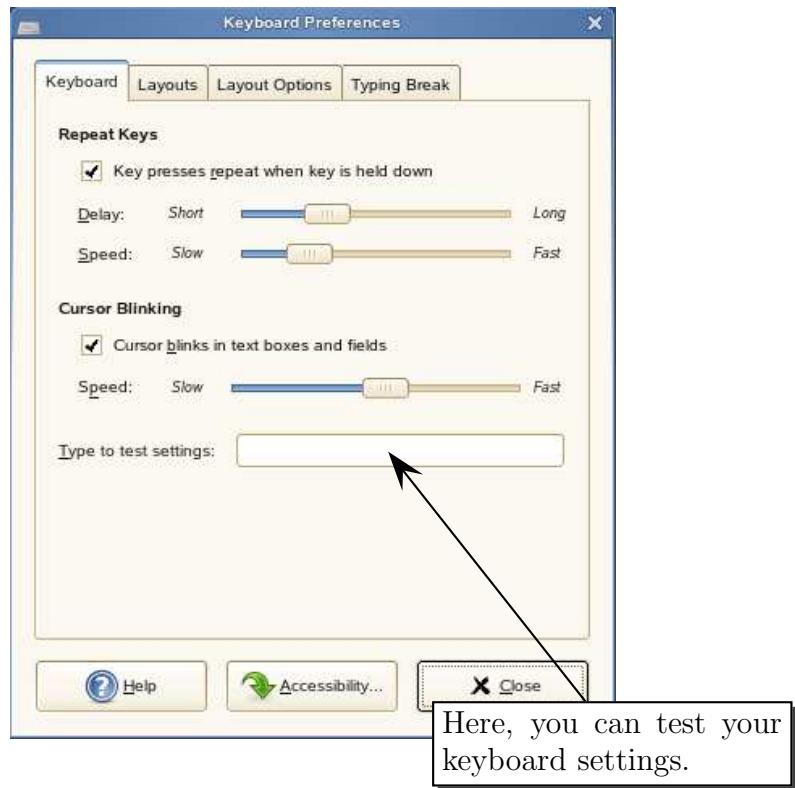 Keyboard Preferences
Keyboard Layouts Layout Options Typing Break
Repeat Keys
Key presses repeat when key is held down
Delay: Short Long
Speed: Slow Fast
Cursor Blinking
Cursor blinks in text boxes and fields
Speed: Slow Fast
Type to test settings:
Help Accessibility... Close
Here, you can test your
keyboard settings.